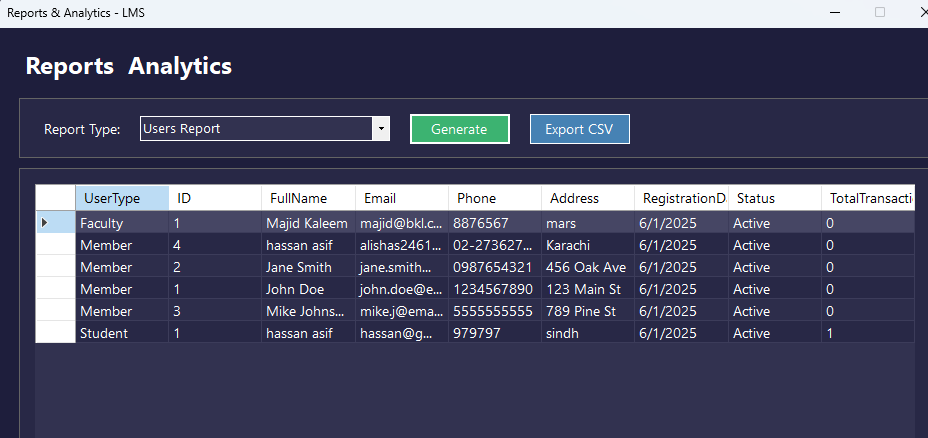 Reports & Analytics - LMS
Reports Analytics
Report Type: Users Report Generate Export CSV
UserType ID FullName Email Phone Address RegistrationD Status TotalTransacti
Faculty 1 Majid Kaleem majid@bkl.c... 8876567 mars 6/1/2025 Active 0
Member 4 hassan asif alishas2461... 02-273627... Karachi 6/1/2025 Active 0
Member 2 Jane Smith jane.smith... 0987654321 456 Oak Ave 6/1/2025 Active 0
Member 1 John Doe john.doe@e... 1234567890 123 Main St 6/1/2025 Active 0
Member 3 Mike Johns... mike.j@ema... 5555555555 789 Pine St 6/1/2025 Active 0
Student 1 hassan asif hassan@g... 979797 sindh 6/1/2025 Active 1